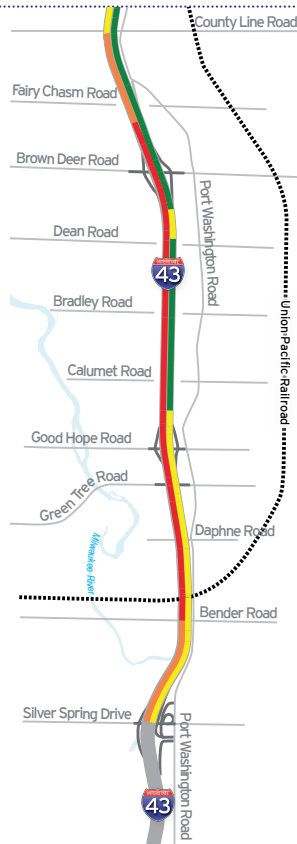 County Line Road
Fairy Chasm Road
Brown Deer Road
Port Washington Road
Dean Road
INTERSTATE
43
Bradley Road
Union Pacific Railroad
Calumet Road
Good Hope Road
Green Tree Road
Daphne Road
Milwaukee River
Bender Road
Silver Spring Drive
Port Washington Road
INTERSTATE
43